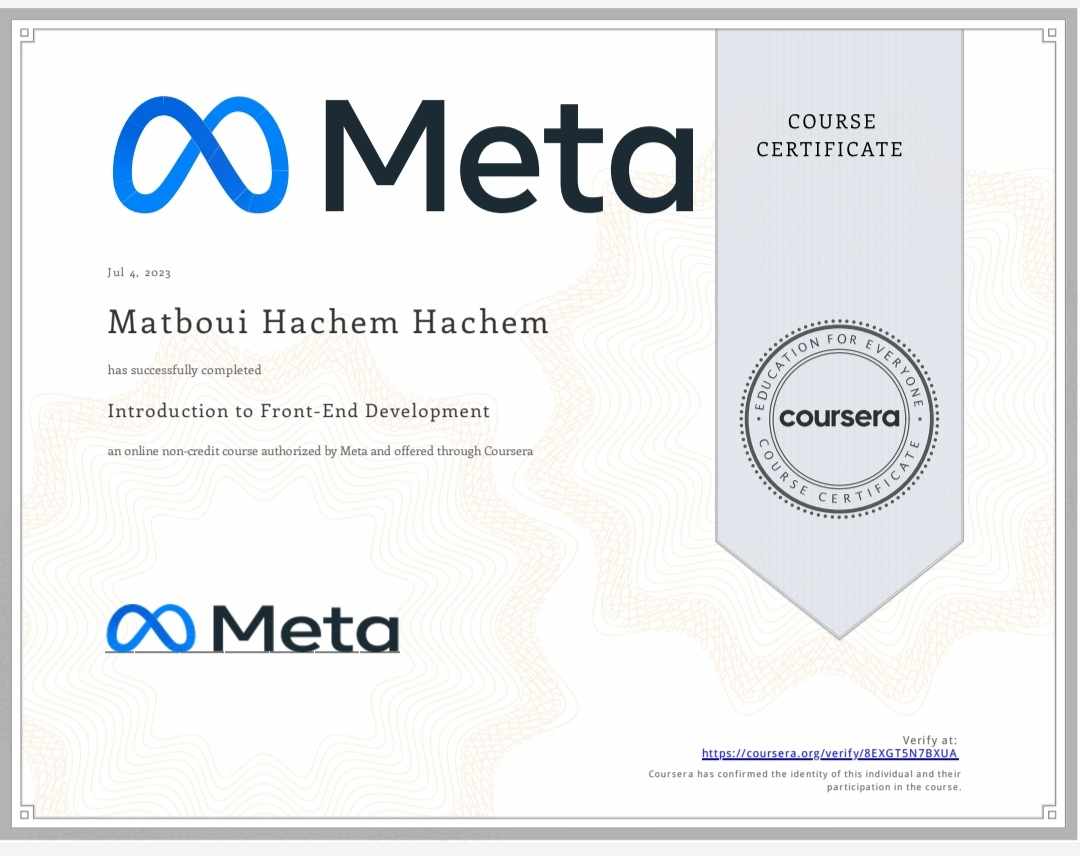 Meta
COURSE
CERTIFICATE
Jul 4, 2023
Matboui Hachem Hachem
has successfully completed
Introduction to Front-End Development
an online non-credit course authorized by Meta and offered through Coursera
EDUCATION FOR EVERYONE
coursera
COURSE CERTIFICATE
Meta
Verify at:
https://coursera.org/verify/8EXGT5N7BXUA
Coursera has confirmed the identity of this individual and their
participation in the course.